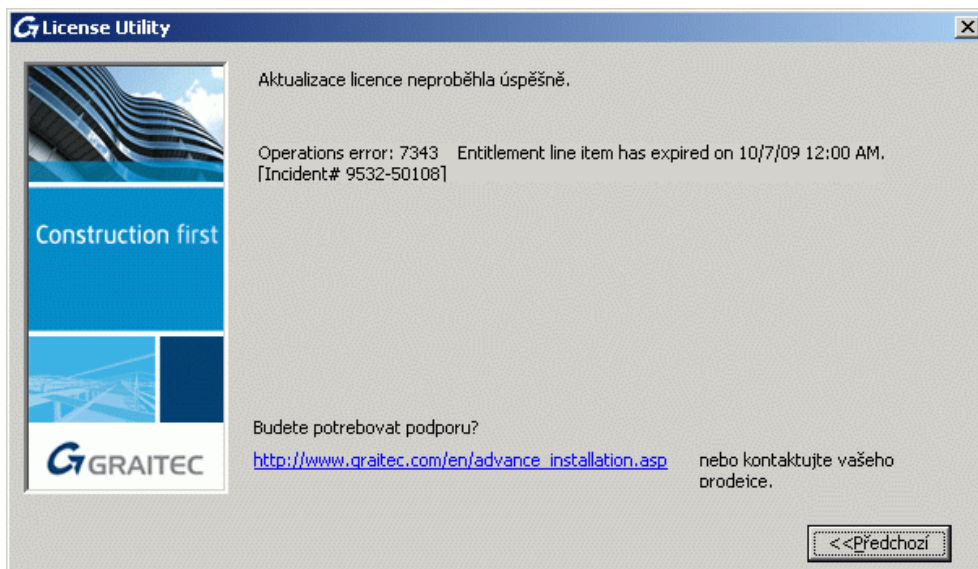 License Utility
Aktualizace licence neproběhla úspěšně.
Operations error: 7343 Entitlement line item has expired on 10/7/09 12:00 AM.
[Incident# 9532-50108]
Construction first
GRAITEC
Budete potrebovat podporu?
http://www.graitec.com/en/advance_installation.asp
nebo kontaktujte vašeho
prodejce.
<<Předchozí